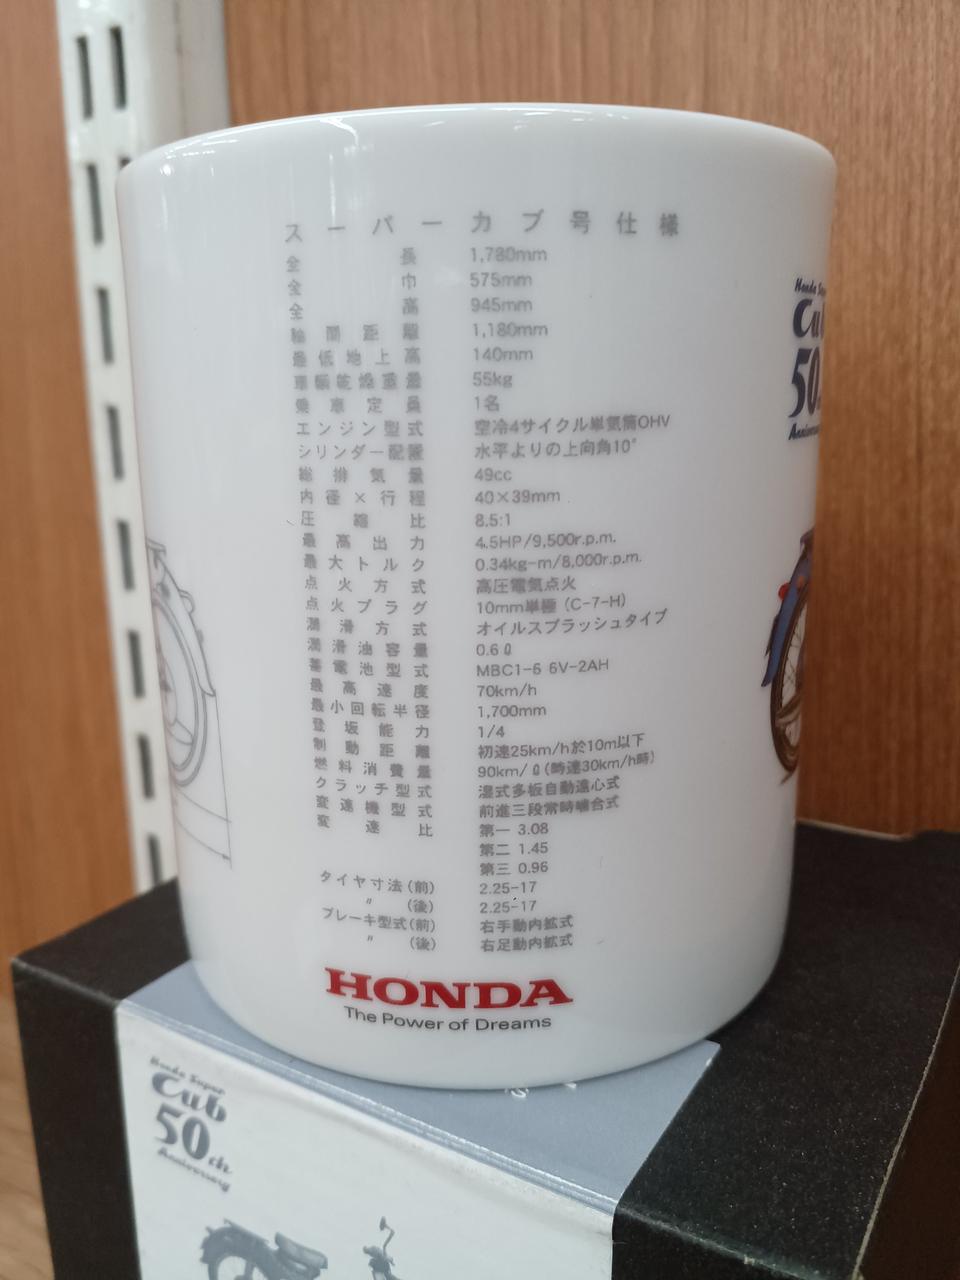 スーパーカブ号仕様
全長 1,780mm
全巾 575mm
全高 945mm
輪間距離 1,180mm
最低地上高 140mm
車輌乾燥重量 55kg
乗車定員 1名
エンジン型式 空冷4サイクル単気筒OHV
シリンダー配置 水平よりの上向角10°
総排気量 49cc
内径×行程 40×39mm
圧縮比 8.5:1
最高出力 4.5HP/9,500r.p.m.
最大トルク 0.34kg-m/8,000r.p.m.
点火方式 高圧電気点火
点火プラグ 10mm単極（C-7-H）
潤滑方式 オイルスプラッシュタイプ
潤滑油容量 0.6ℓ
蓄電池型式 MBC1-6 6V-2AH
最高速度 70km/h
最小回転半径 1,700mm
登坂能力 1/4
制動距離 初速25km/h於10m以下
燃料消費量 90km/ℓ(時速30km/h時)
クラッチ型式 湿式多板自動遠心式
変速機型式 前進三段常時噛合式
変速比 第一 3.08
第二 1.45
第三 0.96
タイヤ寸法(前) 2.25-17
〃 (後) 2.25-17
ブレーキ型式(前) 右手動内拡式
〃 (後) 右足動内拡式
HONDA
The Power of Dreams
Honda Su
Cu
50
Anniversary
Honda Super
Cub
50th
Anniversary